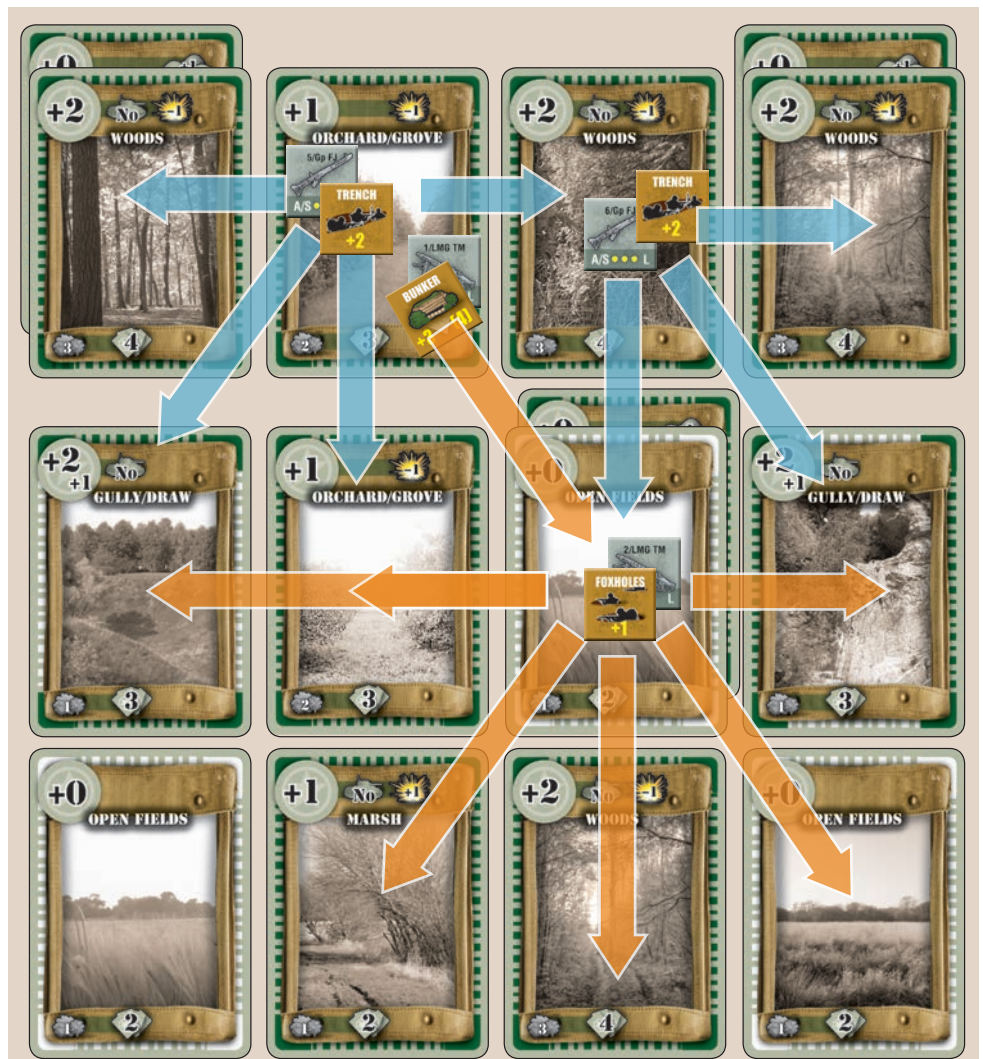 +0
+0
+2 No -1
WOODS
+1 -1
ORCHARD/GROVE
+2 No -1
WOODS
+2 No -1
WOODS
5/Gp FJ
A/S
TRENCH
+2
1/LMG TM
BUNKER
6/Gp FJ
A/S L
TRENCH
+2
3 4
2 3
3 4
3 4
+0
+2 +1 No
GULLY/DRAW
+1 -1
ORCHARD/GROVE
+0
OPEN FIELDS
+2 +1 No
GULLY/DRAW
2/LMG TM
L
FOXHOLES
+1
1 3
2 3
1 2
1 3
+0
OPEN FIELDS
+1 No +1
MARSH
+2 No -1
WOODS
+0
OPEN FIELDS
1 2
1 2
3 4
1 2